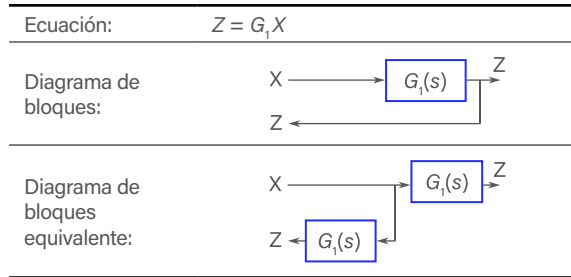 Ecuación: Z = G₁X
Diagrama de
bloques:
X G₁(s) Z
Z
Diagrama de
bloques
equivalente:
X G₁(s) Z
Z G₁(s)